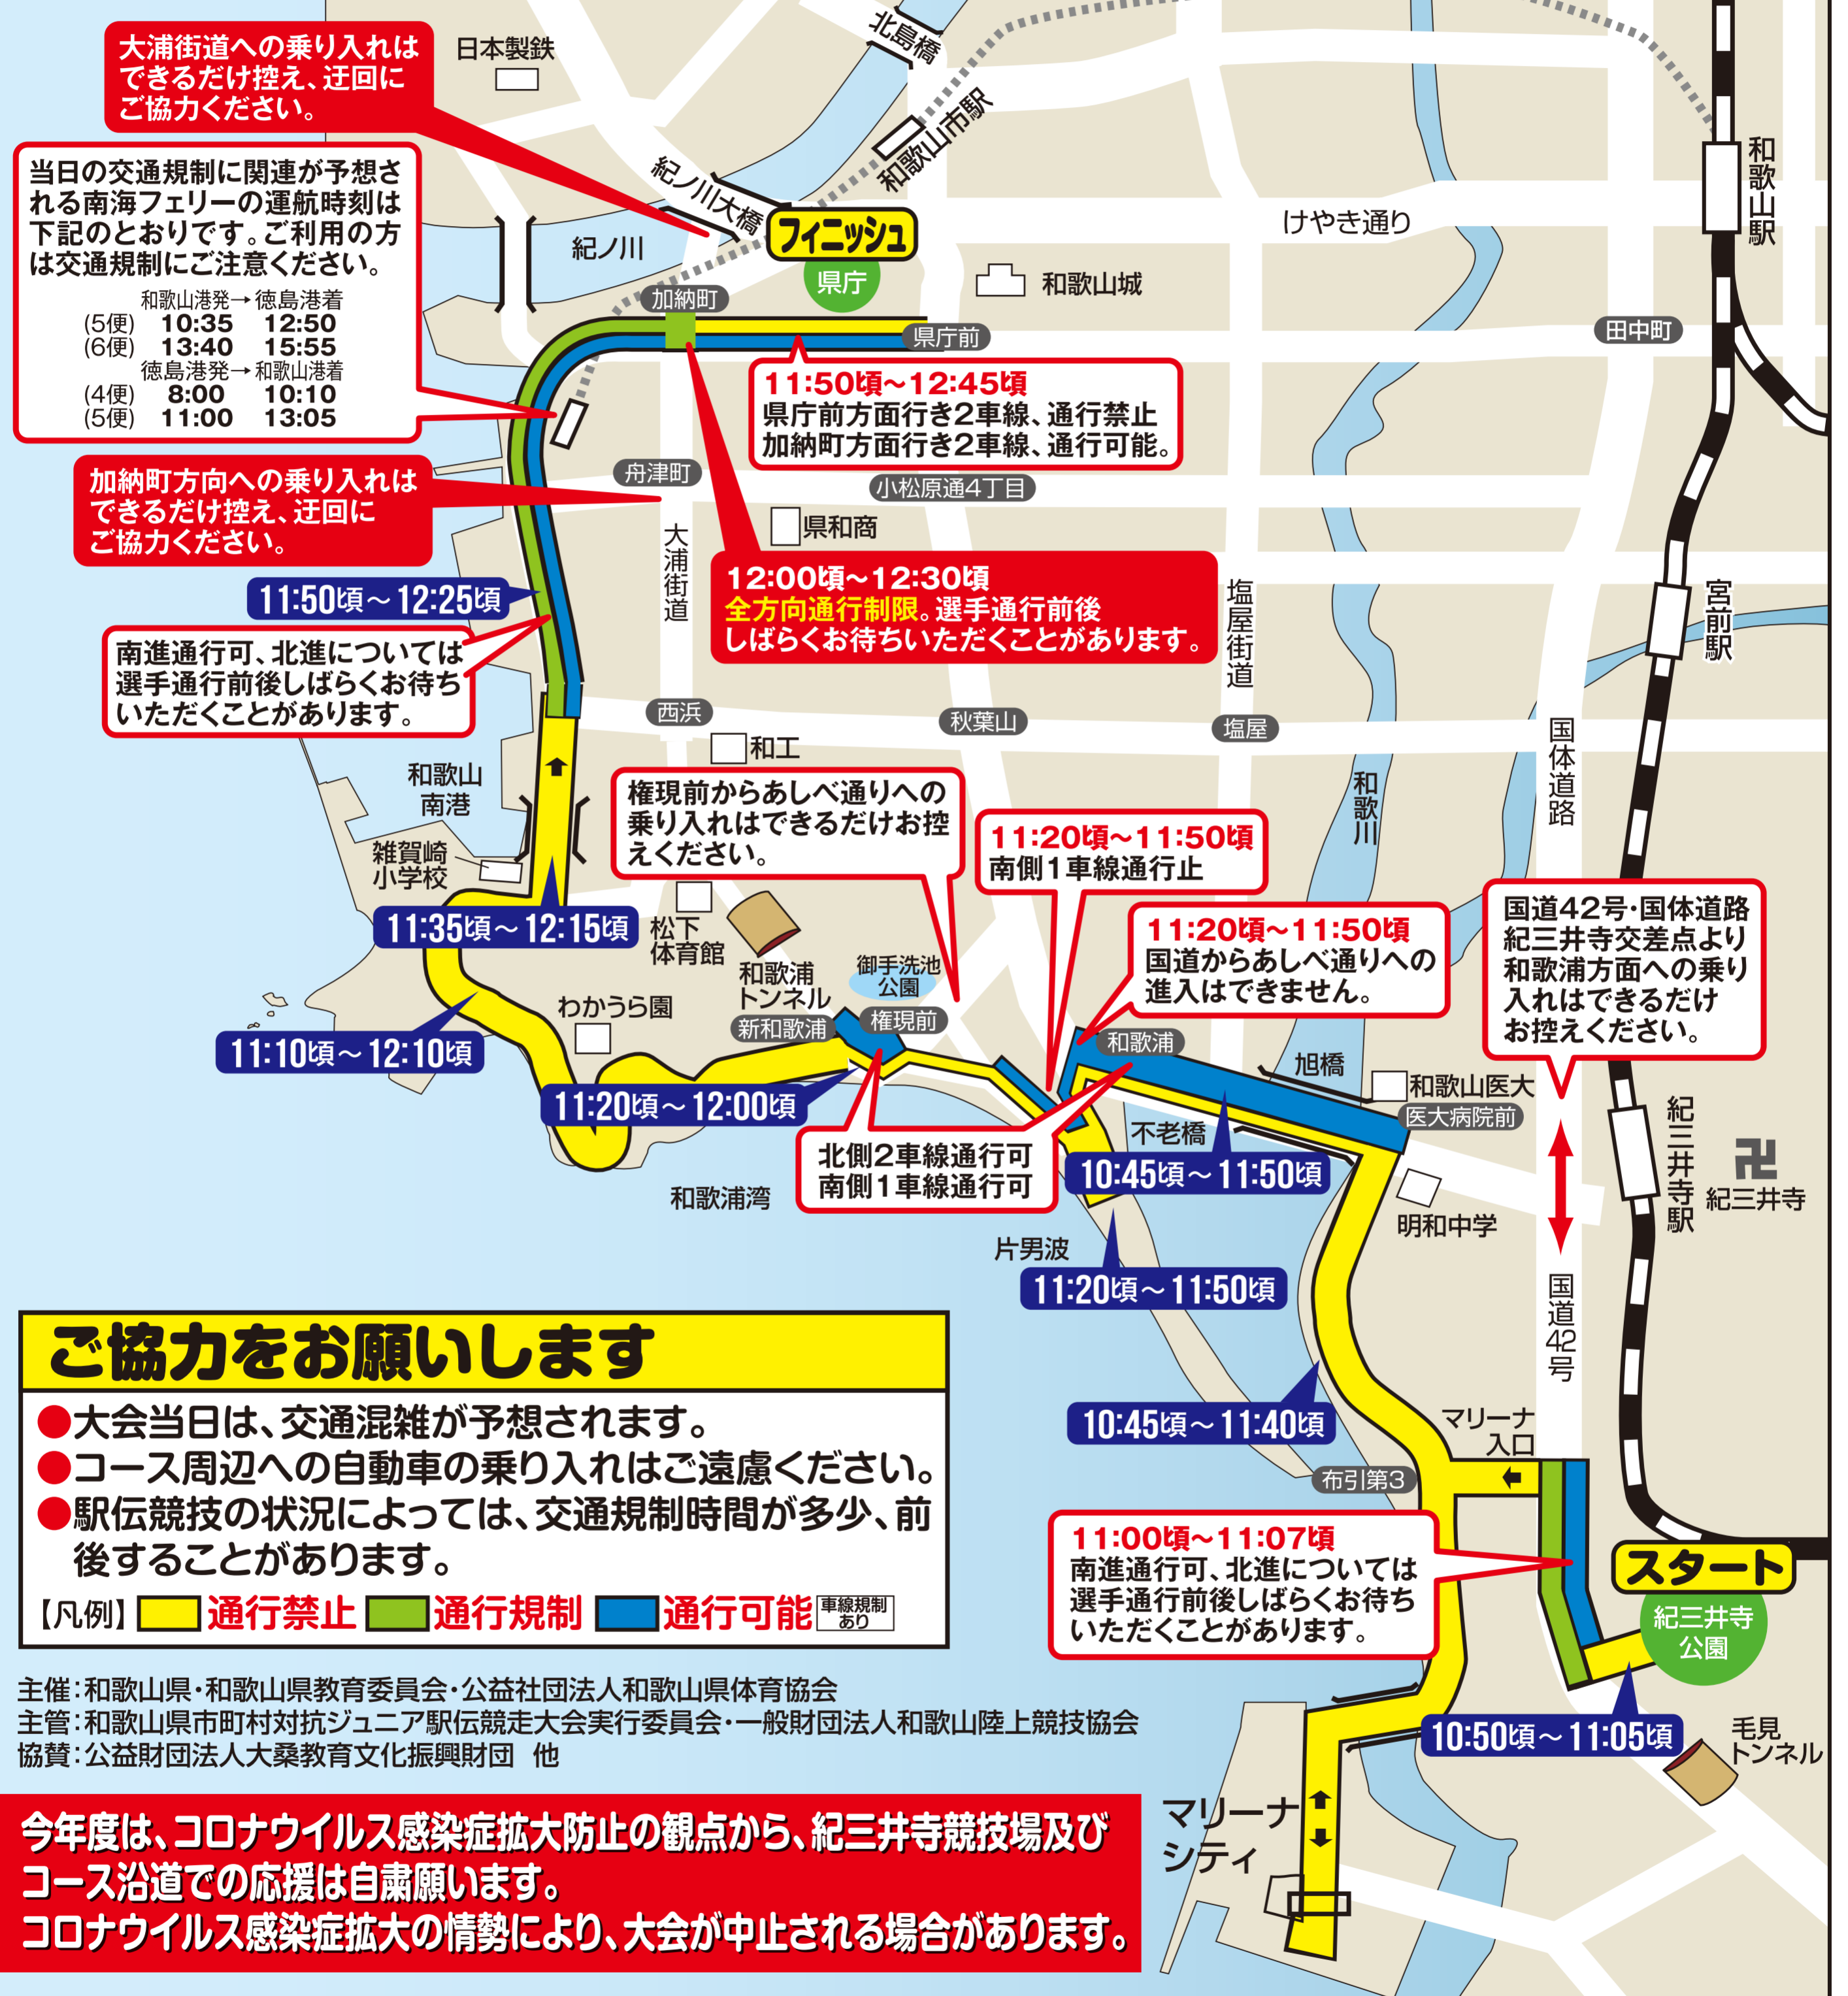 大浦街道への乗り入れは
できるだけ控え、迂回に
ご協力ください。
日本製鉄
北島橋
和歌山市駅
紀ノ川大橋
紀ノ川
フィニッシュ
県庁
和歌山城
けやき通り
和歌山駅
当日の交通規制に関連が予想さ
れる南海フェリーの運航時刻は
下記のとおりです。ご利用の方
は交通規制にご注意ください。
和歌山港発→徳島港着
(5便) 10:35 12:50
(6便) 13:40 15:55
徳島港発→和歌山港着
(4便) 8:00 10:10
(5便) 11:00 13:05
加納町
県庁前
田中町
11:50頃~12:45頃
県庁前方面行き2車線、通行禁止
加納町方面行き2車線、通行可能。
加納町方向への乗り入れは
できるだけ控え、迂回に
ご協力ください。
舟津町
小松原通4丁目
県和商
大浦街道
12:00頃~12:30頃
全方向通行制限。選手通行前後
しばらくお待ちいただくことがあります。
塩屋街道
宮前駅
11:50頃~12:25頃
南進通行可、北進については
選手通行前後しばらくお待ち
いただくことがあります。
西浜
秋葉山
塩屋
国体道路
和工
和歌山
南港
和歌川
雑賀崎
小学校
権現前からあしべ通りへの
乗り入れはできるだけお控
えください。
11:20頃~11:50頃
南側1車線通行止
11:35頃~12:15頃
松下
体育館
和歌浦
トンネル
御手洗池
公園
11:20頃~11:50頃
国道からあしべ通りへの
進入はできません。
国道42号・国体道路
紀三井寺交差点より
和歌浦方面への乗り
入れはできるだけ
お控えください。
わかうら園
新和歌浦
権現前
和歌浦
旭橋
和歌山医大
医大病院前
11:10頃~12:10頃
11:20頃~12:00頃
不老橋
北側2車線通行可
南側1車線通行可
10:45頃~11:50頃
紀三井寺駅
卍
紀三井寺
和歌浦湾
明和中学
片男波
11:20頃~11:50頃
国道42号
10:45頃~11:40頃
マリーナ
入口
布引第3
11:00頃~11:07頃
南進通行可、北進については
選手通行前後しばらくお待ち
いただくことがあります。
スタート
紀三井寺
公園
10:50頃~11:05頃
毛見
トンネル
マリーナ
シティ
ご協力をお願いします
●大会当日は、交通混雑が予想されます。
●コース周辺への自動車の乗り入れはご遠慮ください。
●駅伝競技の状況によっては、交通規制時間が多少、前
後することがあります。
【凡例】 通行禁止 通行規制 通行可能 車線規制
あり
主催:和歌山県・和歌山県教育委員会・公益社団法人和歌山県体育協会
主管:和歌山県市町村対抗ジュニア駅伝競走大会実行委員会・一般財団法人和歌山陸上競技協会
協賛:公益財団法人大桑教育文化振興財団 他
今年度は、コロナウイルス感染症拡大防止の観点から、紀三井寺競技場及び
コース沿道での応援は自粛願います。
コロナウイルス感染症拡大の情勢により、大会が中止される場合があります。